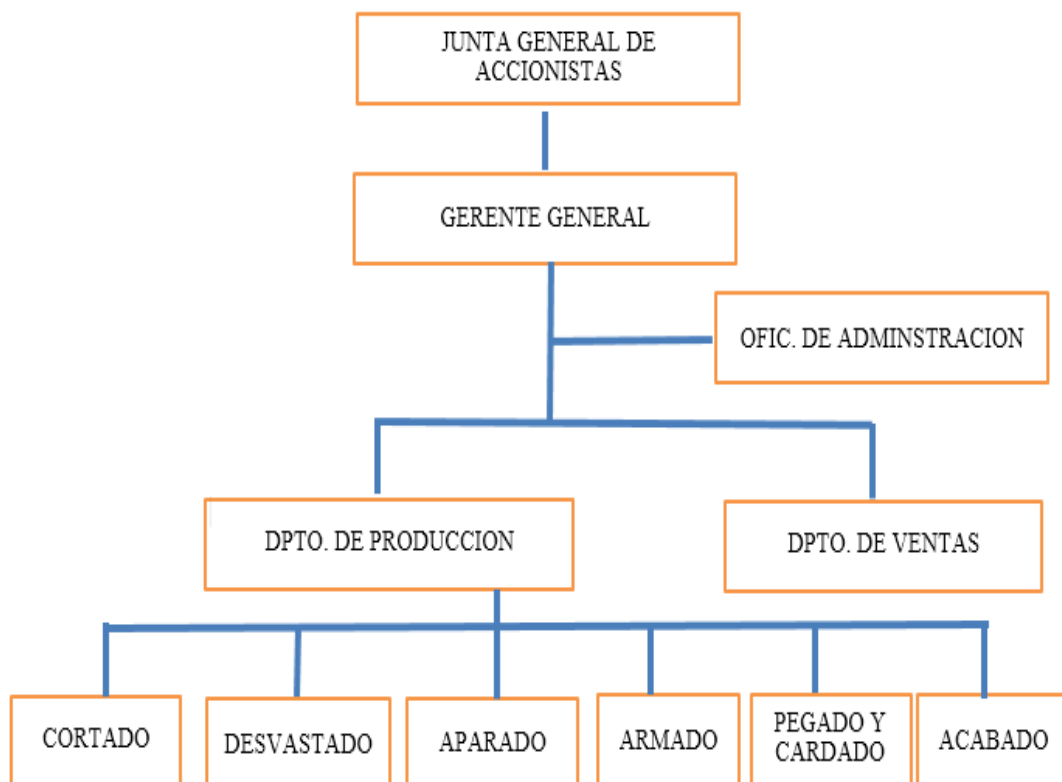 JUNTA GENERAL DE
ACCIONISTAS
GERENTE GENERAL
OFIC. DE ADMINSTRACION
DPTO. DE PRODUCCION
DPTO. DE VENTAS
CORTADO
DESVASTADO
APARADO
ARMADO
PEGADO Y
CARDADO
ACABADO